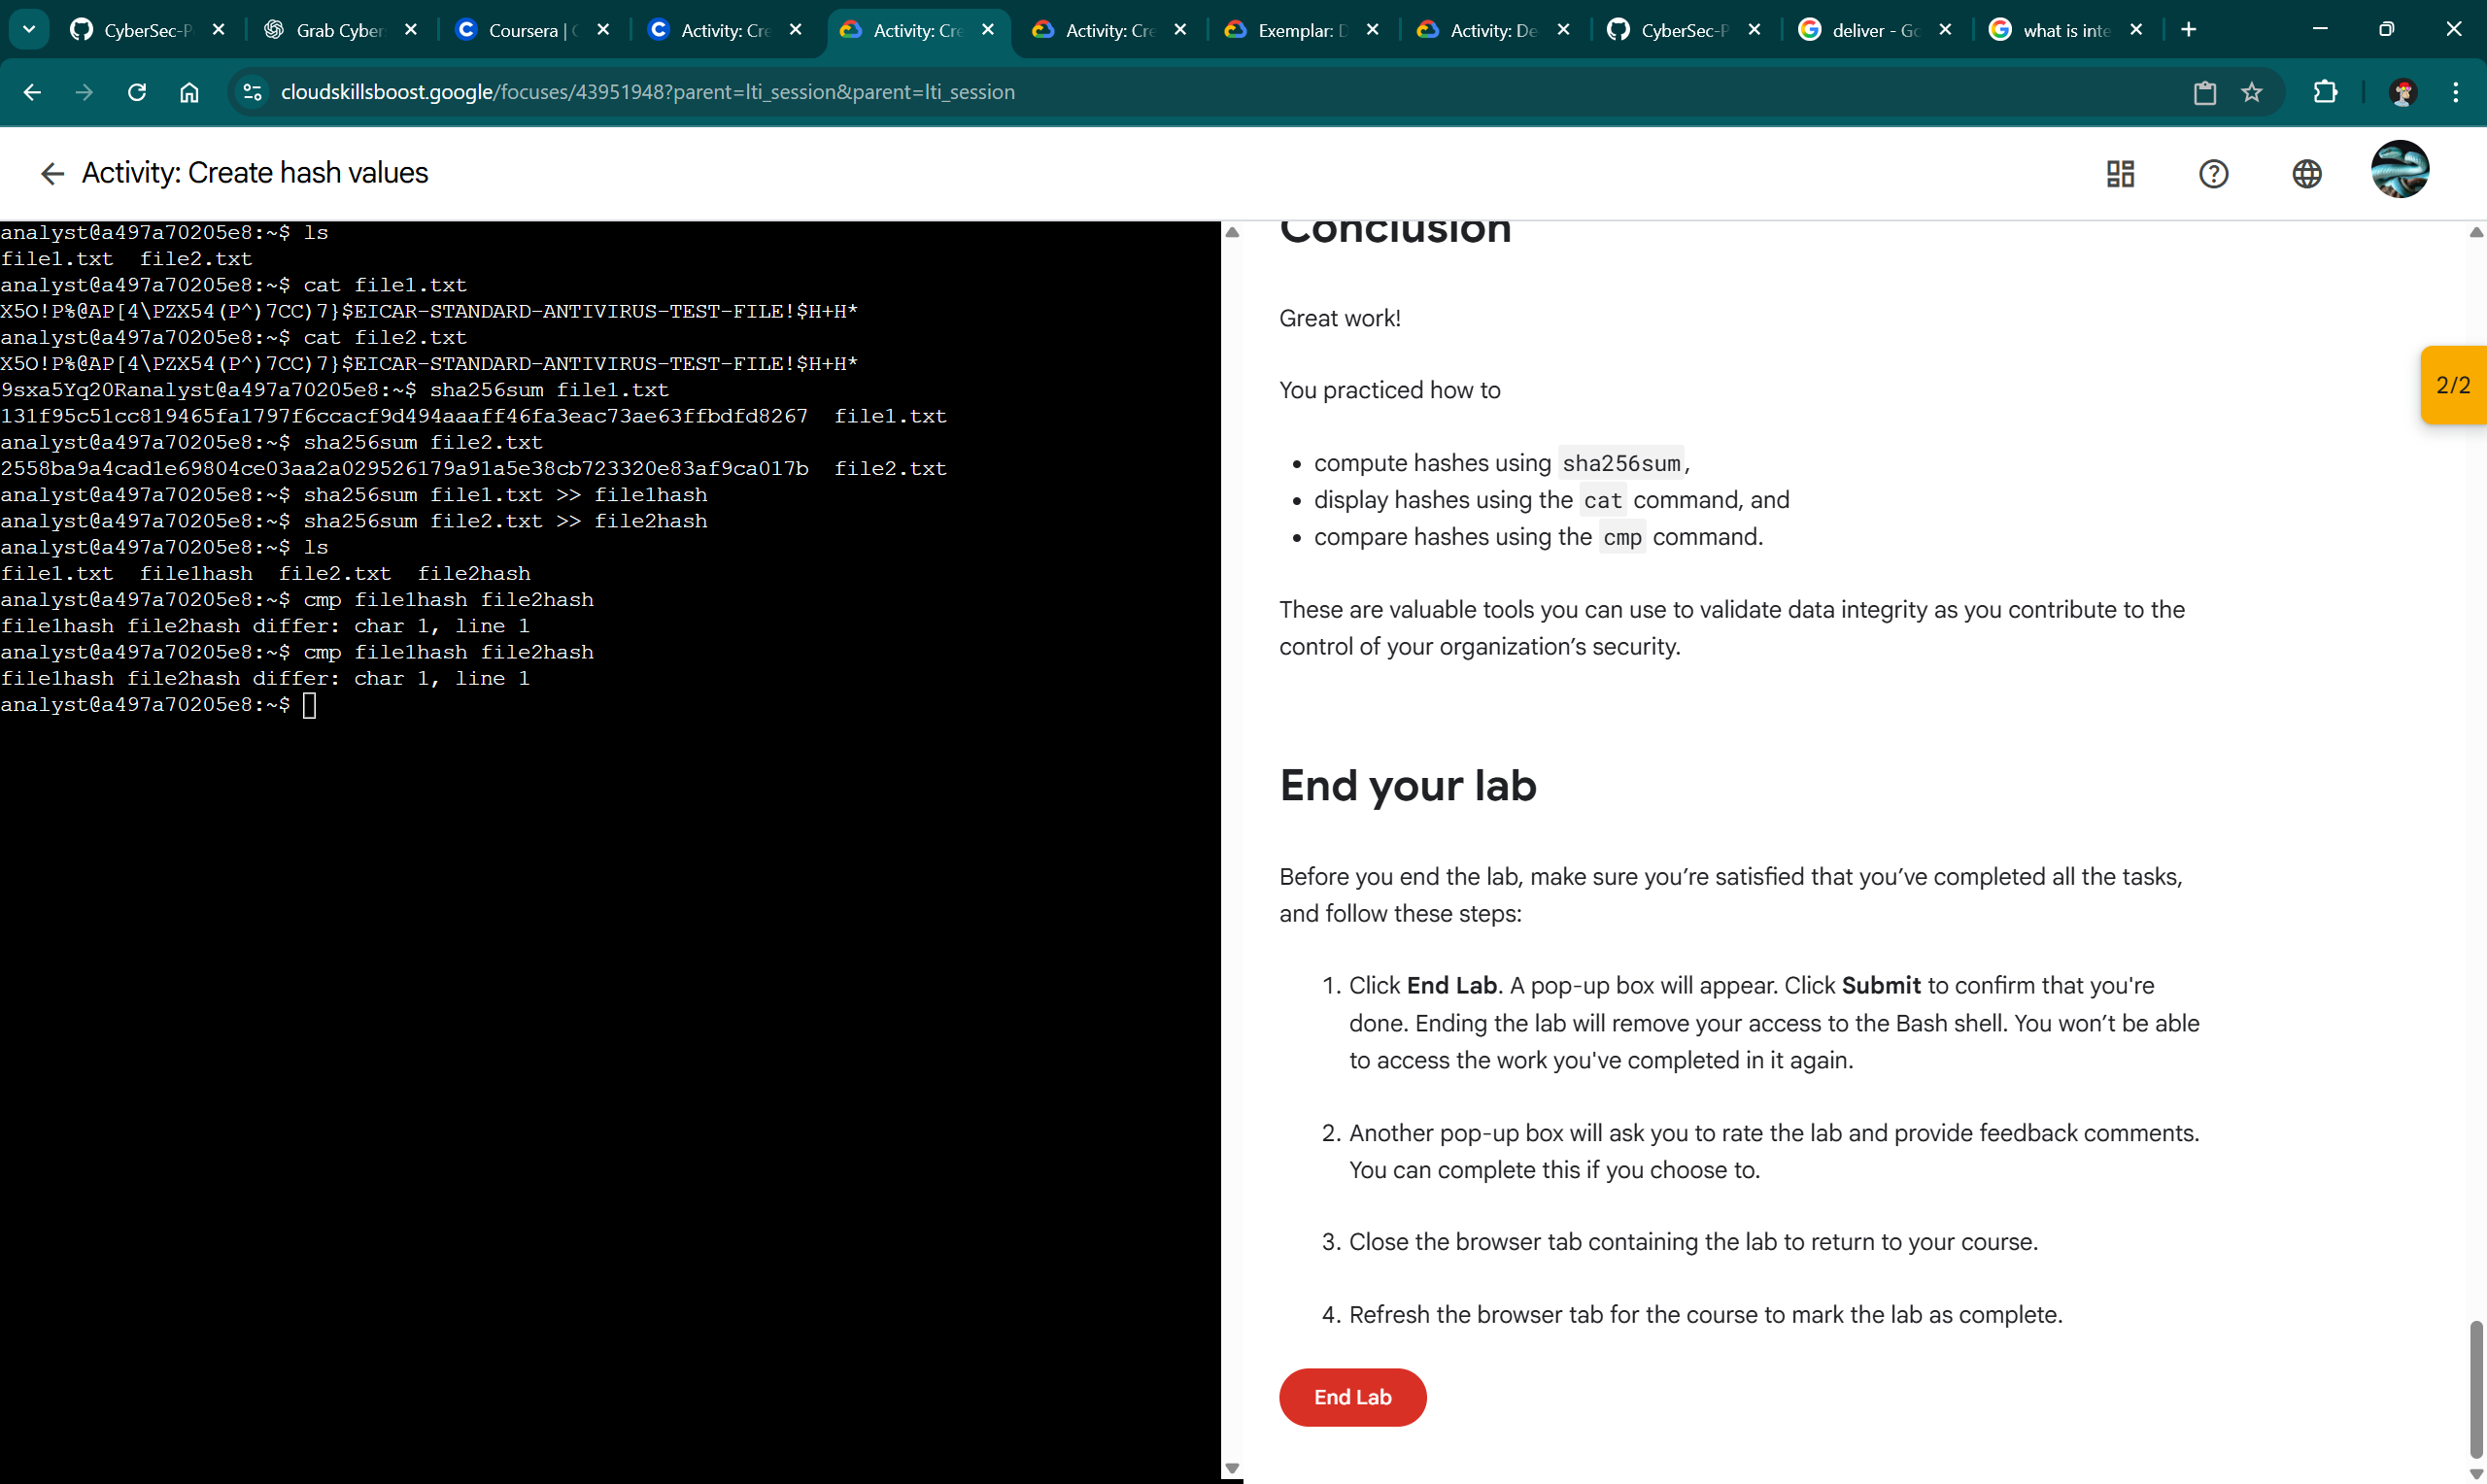 CyberSec-P
Grab Cyber
Coursera | C
Activity: Cre
Activity: Cre
Activity: Cre
Exemplar: D
Activity: De
CyberSec-P
deliver - Go
what is inte
cloudskillsboost.google/focuses/43951948?parent=lti_session&parent=lti_session
Activity: Create hash values
analyst@a497a70205e8:~$ ls
file1.txt  file2.txt
analyst@a497a70205e8:~$ cat file1.txt
X5O!P%@AP[4\PZX54(P^)7CC)7}$EICAR-STANDARD-ANTIVIRUS-TEST-FILE!$H+H*
analyst@a497a70205e8:~$ cat file2.txt
X5O!P%@AP[4\PZX54(P^)7CC)7}$EICAR-STANDARD-ANTIVIRUS-TEST-FILE!$H+H*
9sxa5Yq20Ranalyst@a497a70205e8:~$ sha256sum file1.txt
131f95c51cc819465fa1797f6ccacf9d494aaaff46fa3eac73ae63ffbdfd8267  file1.txt
analyst@a497a70205e8:~$ sha256sum file2.txt
2558ba9a4cad1e69804ce03aa2a029526179a91a5e38cb723320e83af9ca017b  file2.txt
analyst@a497a70205e8:~$ sha256sum file1.txt >> file1hash
analyst@a497a70205e8:~$ sha256sum file2.txt >> file2hash
analyst@a497a70205e8:~$ ls
file1.txt  file1hash  file2.txt  file2hash
analyst@a497a70205e8:~$ cmp file1hash file2hash
file1hash file2hash differ: char 1, line 1
analyst@a497a70205e8:~$ cmp file1hash file2hash
file1hash file2hash differ: char 1, line 1
analyst@a497a70205e8:~$
Conclusion
Great work!
2/2
You practiced how to
• compute hashes using sha256sum,
• display hashes using the cat command, and
• compare hashes using the cmp command.
These are valuable tools you can use to validate data integrity as you contribute to the
control of your organization’s security.
End your lab
Before you end the lab, make sure you’re satisfied that you’ve completed all the tasks,
and follow these steps:
1. Click End Lab. A pop-up box will appear. Click Submit to confirm that you're
done. Ending the lab will remove your access to the Bash shell. You won’t be able
to access the work you've completed in it again.
2. Another pop-up box will ask you to rate the lab and provide feedback comments.
You can complete this if you choose to.
3. Close the browser tab containing the lab to return to your course.
4. Refresh the browser tab for the course to mark the lab as complete.
End Lab